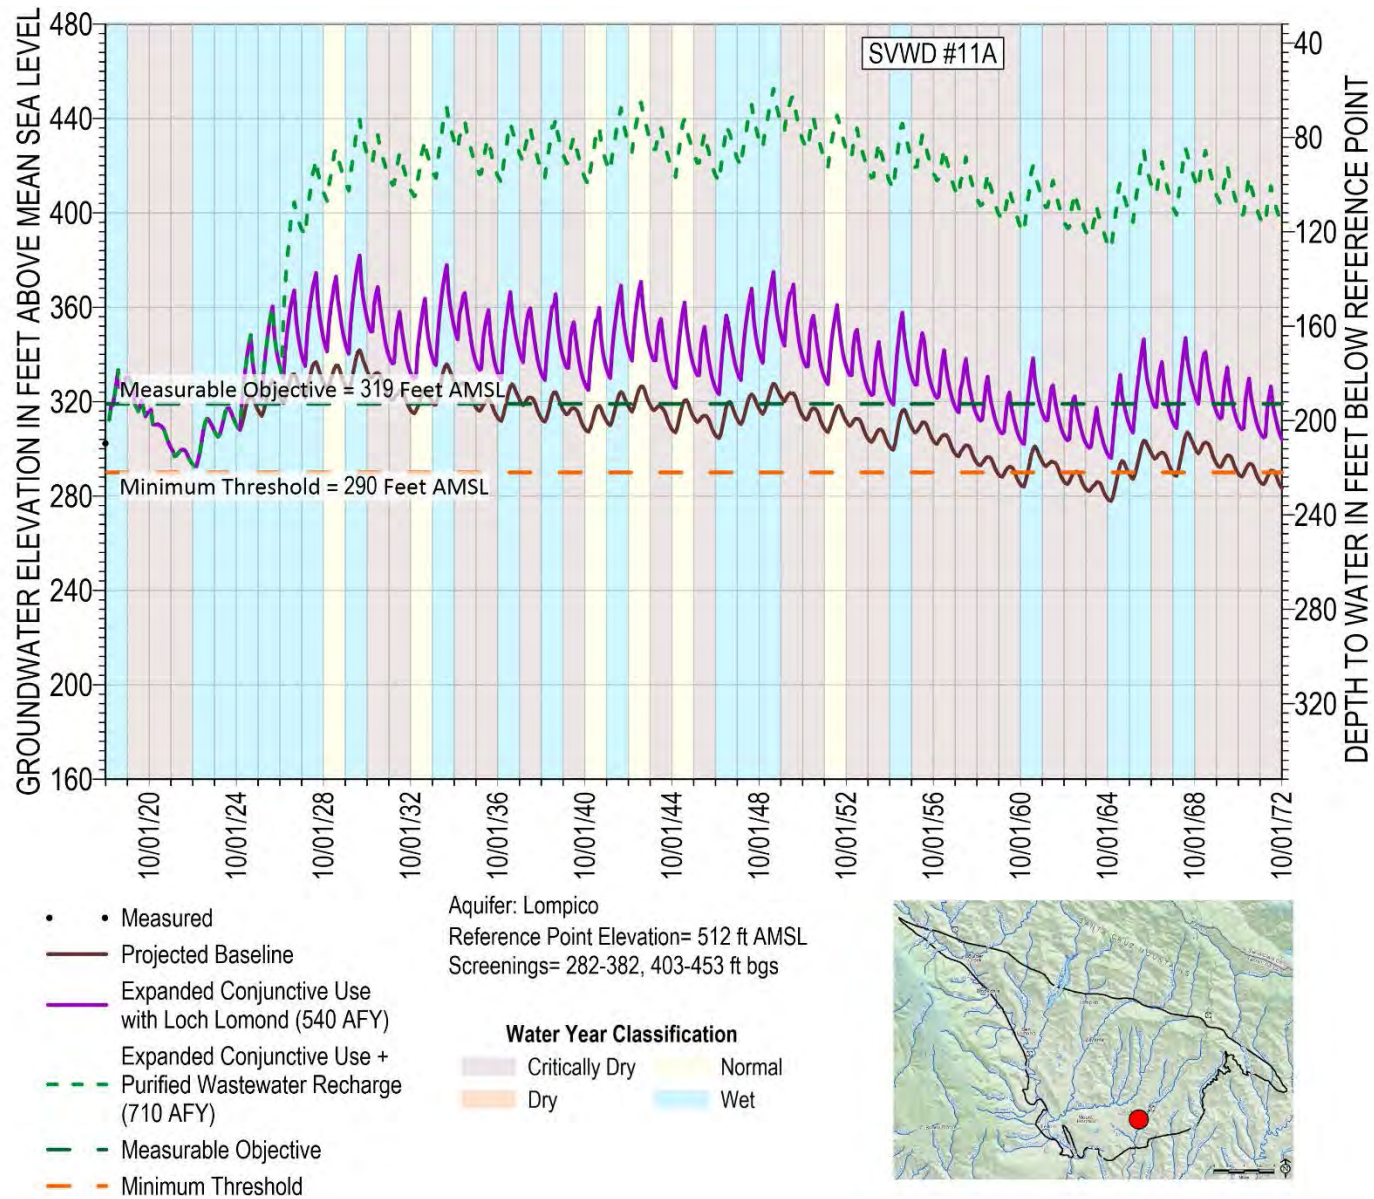 GROUNDWATER ELEVATION IN FEET ABOVE MEAN SEA LEVEL
480
440
400
360
320
280
240
200
160
SVWD #11A
Measurable Objective = 319 Feet AMSL
Minimum Threshold = 290 Feet AMSL
40
80
120
160
200
240
280
320
DEPTH TO WATER IN FEET BELOW REFERENCE POINT
10/01/20
10/01/24
10/01/28
10/01/32
10/01/36
10/01/40
10/01/44
10/01/48
10/01/52
10/01/56
10/01/60
10/01/64
10/01/68
10/01/72
Measured
Projected Baseline
Expanded Conjunctive Use
with Loch Lomond (540 AFY)
Expanded Conjunctive Use +
Purified Wastewater Recharge
(710 AFY)
Measurable Objective
Minimum Threshold
Aquifer: Lompico
Reference Point Elevation= 512 ft AMSL
Screenings= 282-382, 403-453 ft bgs
Water Year Classification
Critically Dry
Normal
Dry
Wet
SANTA CRUZ MOUNTAINS